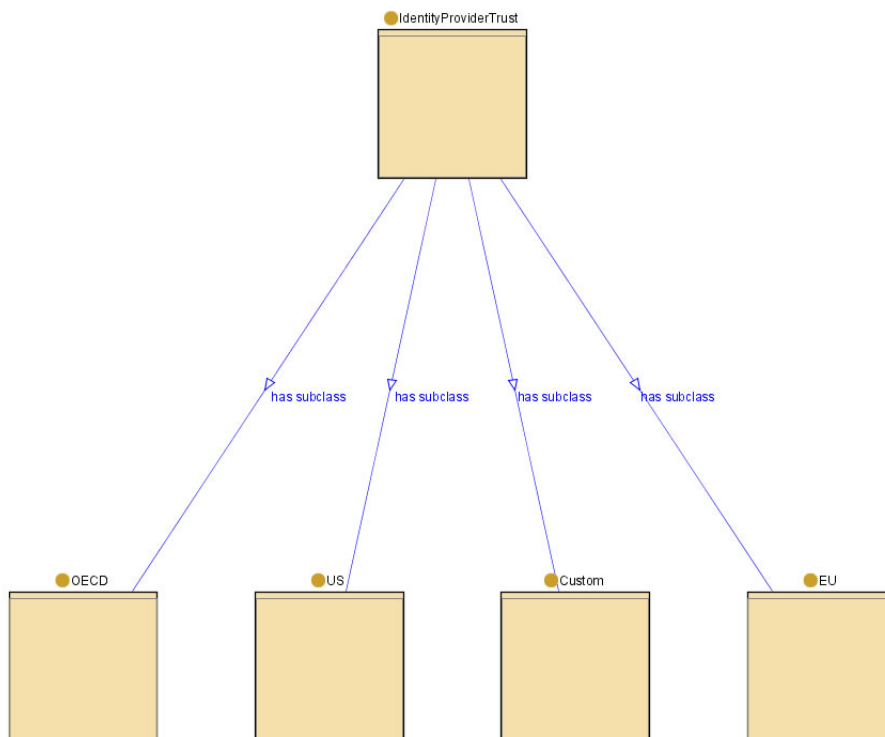 IdentityProviderTrust
has subclass
has subclass
has subclass
has subclass
OECD
US
Custom
EU